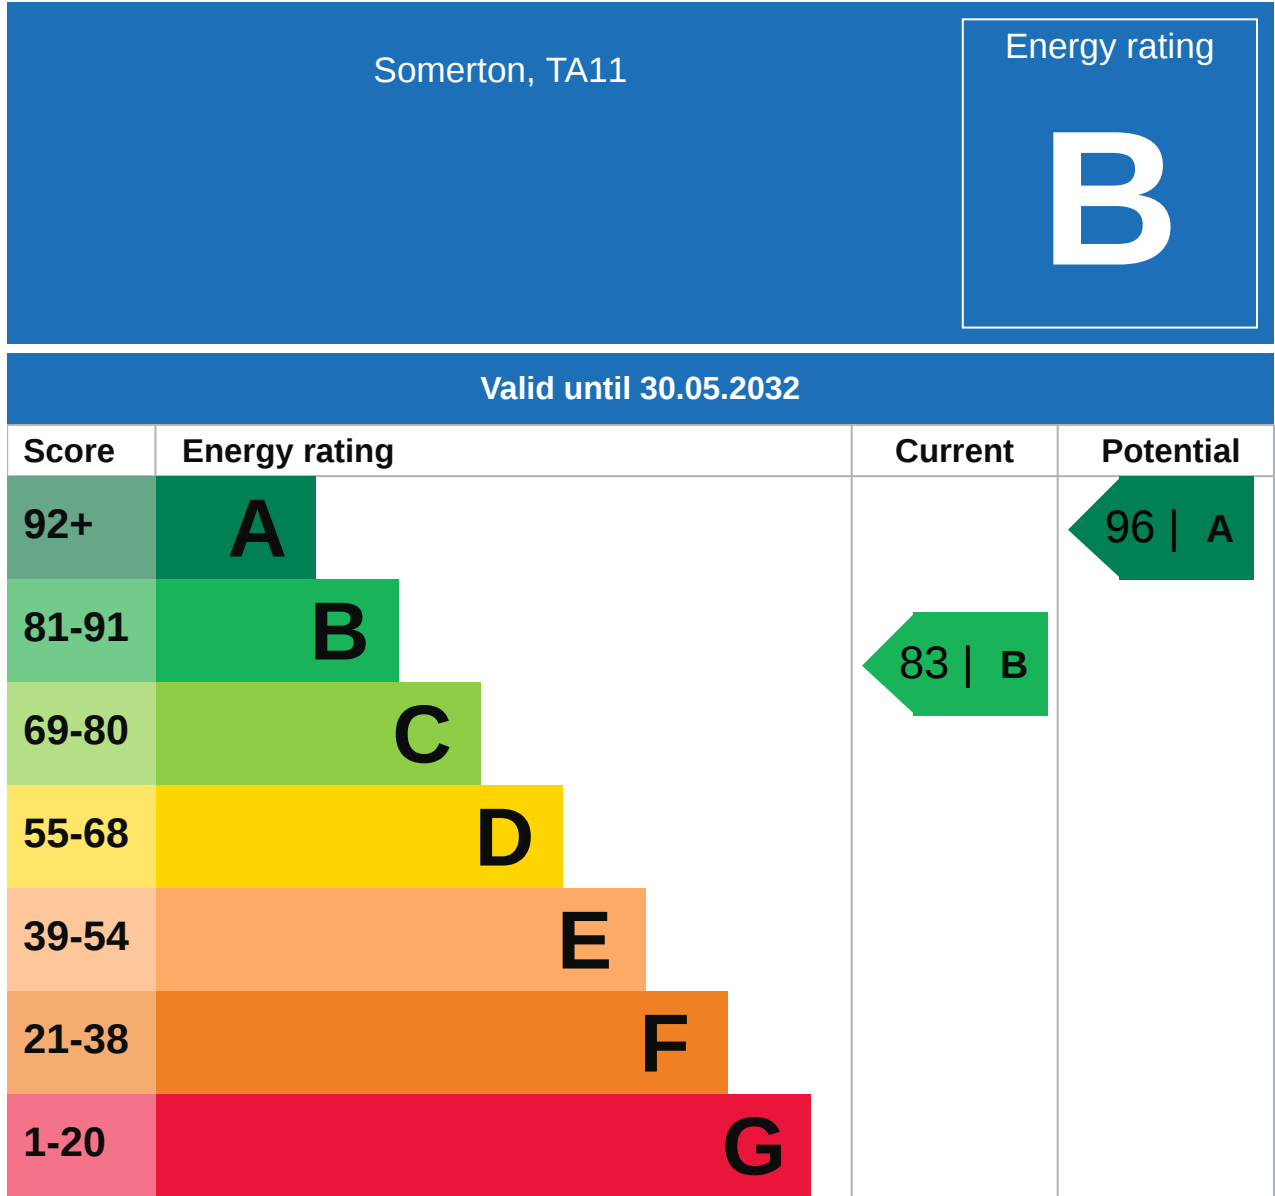 Somerton, TA11
Energy rating
B
Valid until 30.05.2032
Score Energy rating Current Potential
92+ A 96 | A
81-91 B 83 | B
69-80 C
55-68 D
39-54 E
21-38 F
1-20 G